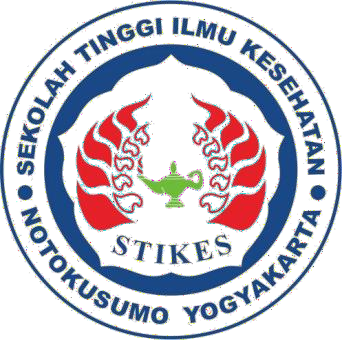 SEKOLAH TINGGI ILMU KESEHATAN
STIKES
NOTOKUSUMO YOGYAKARTA